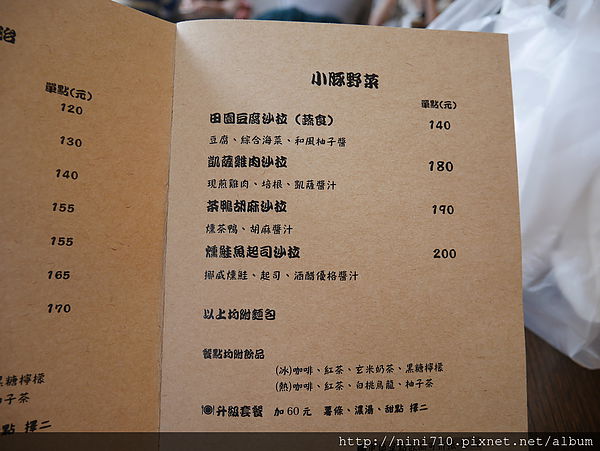 治
單點(元)
120
130
140
155
155
165
170
黑糖檸檬
柚子茶
點 擇二
小豚野菜
單點(元)
田園豆腐沙拉（蔬食） 140
豆腐、綜合海菜、和風柚子醬
凱薩雞肉沙拉 180
現煎雞肉、培根、凱薩醬汁
茶鴨胡麻沙拉 190
燻茶鴨、胡麻醬汁
燻鮭魚起司沙拉 200
挪威燻鮭、起司、洒醋優格醬汁
以上均附麵包
餐點均附飲品
(冰)咖啡、紅茶、玄米奶茶、黑糖檸檬
(熱)咖啡、紅茶、白桃烏龍、柚子茶
升級套餐 加60元 薯條、濃湯、甜點 擇二
http://nini710.pixnet.net/album